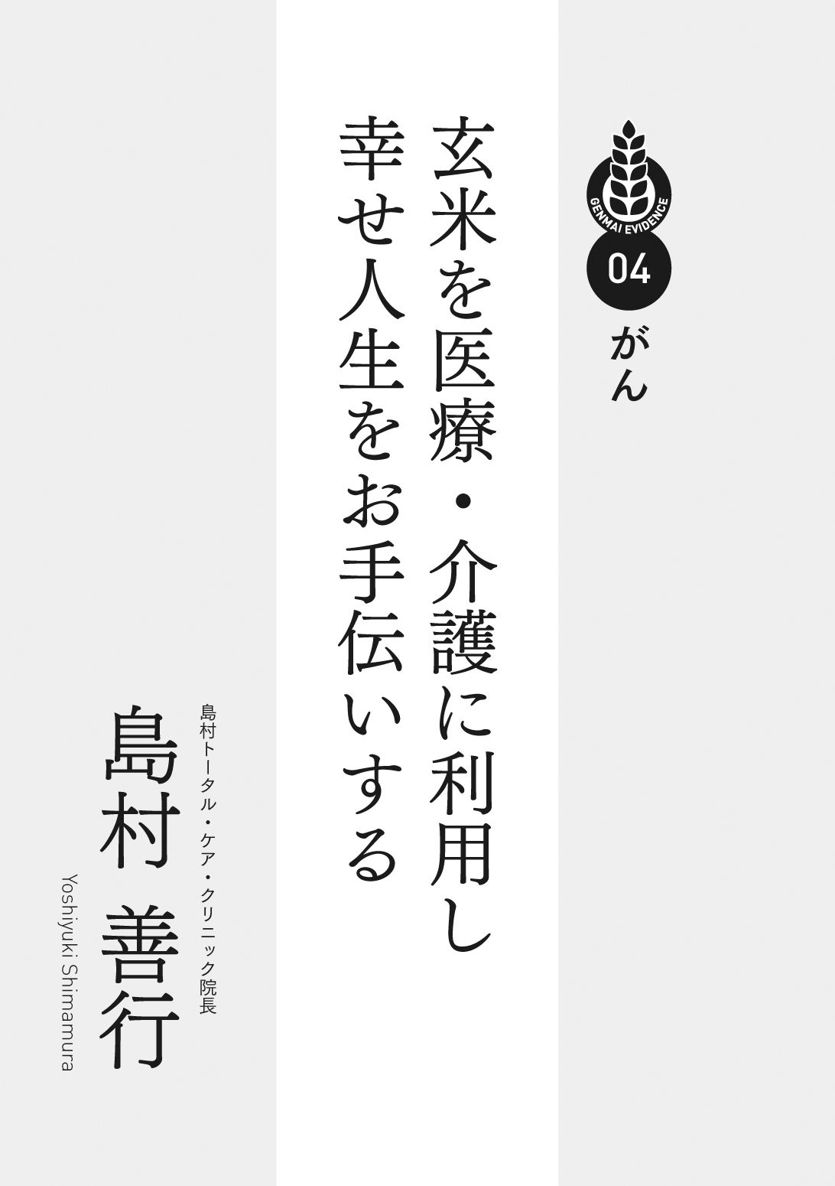 GENMAI EVIDENCE
04
がん
玄米を医療・介護に利用し
幸せ人生をお手伝いする
島村トータル・ケア・クリニック院長
島村 善行
Yoshiyuki Shimamura